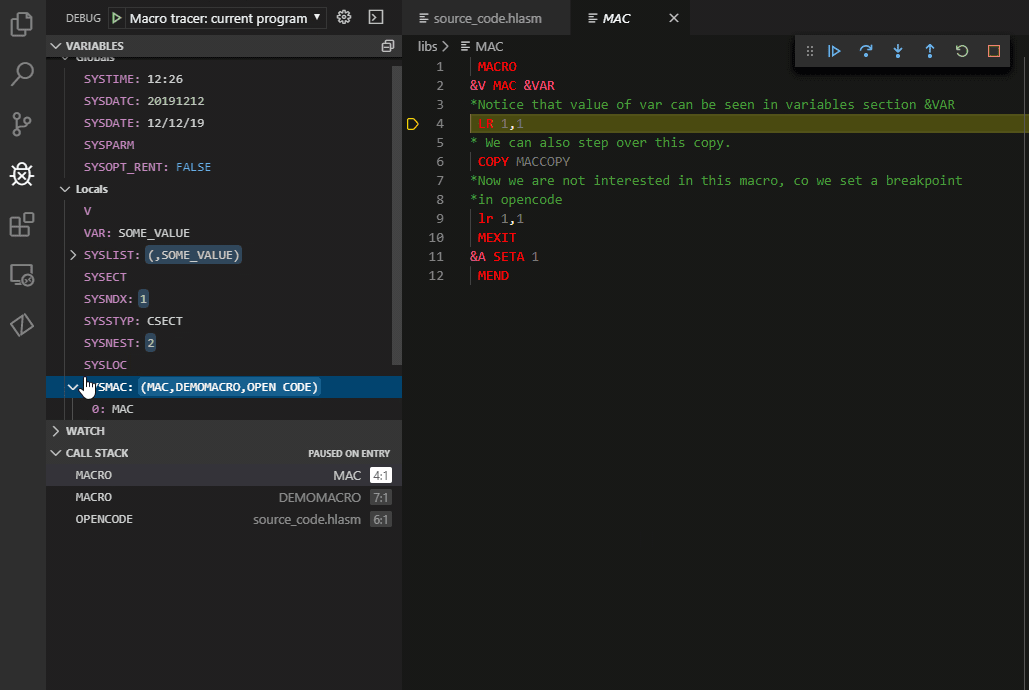 DEBUG Macro tracer: current program
VARIABLES
Globals
SYSTIME: 12:26
SYSDATC: 20191212
SYSDATE: 12/12/19
SYSPARM
SYSOPT_RENT: FALSE
Locals
V
VAR: SOME_VALUE
SYSLIST: (,SOME_VALUE)
SYSECT
SYSNDX: 1
SYSSTYP: CSECT
SYSNEST: 2
SYSLOC
YSMAC: (MAC,DEMOMACRO,OPEN CODE)
0: MAC
WATCH
CALL STACK PAUSED ON ENTRY
MACRO MAC 4:1
MACRO DEMOMACRO 7:1
OPENCODE source_code.hlasm 6:1
source_code.hlasm MAC
libs > MAC
1 MACRO
2 &V MAC &VAR
3 *Notice that value of var can be seen in variables section &VAR
4 LR 1,1
5 * We can also step over this copy.
6 COPY MACCOPY
7 *Now we are not interested in this macro, co we set a breakpoint
8 *in opencode
9 lr 1,1
10 MEXIT
11 &A SETA 1
12 MEND